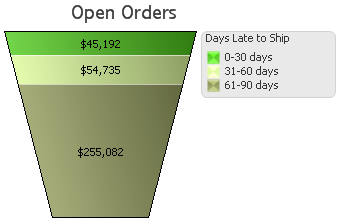 Open Orders
$45,192
$54,735
$255,082
Days Late to Ship
0-30 days
31-60 days
61-90 days